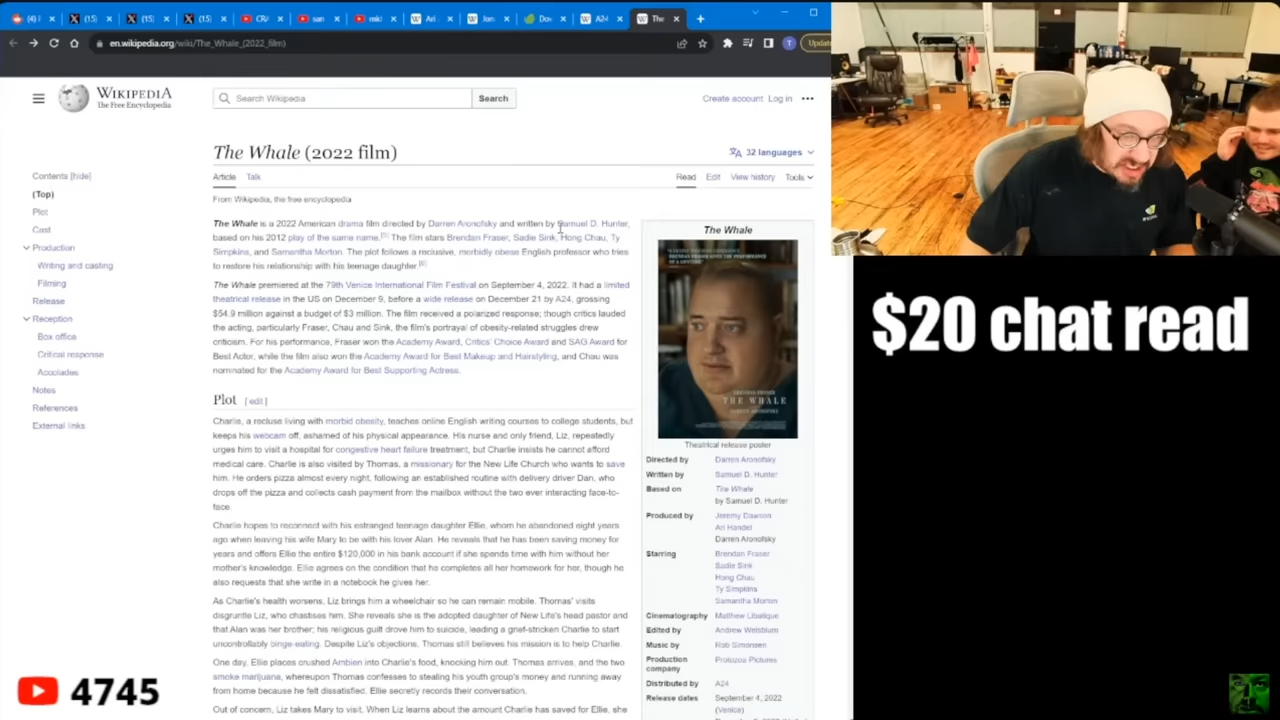 (4)
(15)
(15)
(15)
Ari
A24
The
en.wikipedia.org/wiki/The_Whale_(2022_film)
T
WIKIPEDIA
The Free Encyclopedia
Search Wikipedia
Search
Create account Log in
The Whale (2022 film)
32 languages
Article Talk
Read Edit View history Tools
From Wikipedia, the free encyclopedia
Contents [hide]
(Top)
Plot
Cast
Production
Writing and casting
Filming
Release
Reception
Box office
Critical response
Accolades
Notes
References
External links
The Whale is a 2022 American drama film directed by Darren Aronofsky and written by Samuel D. Hunter,
based on his 2012 play of the same name.[5] The film stars Brendan Fraser, Sadie Sink, Hong Chau, Ty
Simpkins, and Samantha Morton. The plot follows a reclusive, morbidly obese English professor who tries
to restore his relationship with his teenage daughter.[6]
The Whale premiered at the 79th Venice International Film Festival on September 4, 2022. It had a limited
theatrical release in the US on December 9, before a wide release on December 21 by A24, grossing
$54.9 million against a budget of $3 million. The film received a polarized response; though critics lauded
the acting, particularly Fraser, Chau and Sink, the film's portrayal of obesity-related struggles drew
criticism. For his performance, Fraser won the Academy Award, Critics' Choice Award and SAG Award for
Best Actor, while the film also won the Academy Award for Best Makeup and Hairstyling, and Chau was
nominated for the Academy Award for Best Supporting Actress.
Plot [edit]
Charlie, a recluse living with morbid obesity, teaches online English writing courses to college students, but
keeps his webcam off, ashamed of his physical appearance. His nurse and only friend, Liz, repeatedly
urges him to visit a hospital for congestive heart failure treatment, but Charlie insists he cannot afford
medical care. Charlie is also visited by Thomas, a missionary for the New Life Church who wants to save
him. He orders pizza almost every night, following an established routine with delivery driver Dan, who
drops off the pizza and collects cash payment from the mailbox without the two ever interacting face-to-
face.
Charlie hopes to reconnect with his estranged teenage daughter Ellie, whom he abandoned eight years
ago when leaving his wife Mary to be with his lover Alan. He reveals that he has been saving money for
years and offers Ellie the entire $120,000 in his bank account if she spends time with him without her
mother's knowledge. Ellie agrees on the condition that he completes all her homework for her, though he
also requests that she write in a notebook he gives her.
As Charlie's health worsens, Liz brings him a wheelchair so he can remain mobile. Thomas' visits
disgruntle Liz, who chastises him. She reveals she is the adopted daughter of New Life's head pastor and
that Alan was her brother; his religious guilt drove him to suicide, leading a grief-stricken Charlie to start
uncontrollably binge-eating. Despite Liz's objections, Thomas still believes his mission is to help Charlie.
One day, Ellie places crushed Ambien into Charlie's food, knocking him out. Thomas arrives, and the two
smoke marijuana, whereupon Thomas confesses to stealing his youth group's money and running away
from home because he felt dissatisfied. Ellie secretly records their conversation.
Out of concern, Liz takes Mary to visit. When Liz learns about the amount Charlie has saved for Ellie, she
The Whale
BRENDAN FRASER
THE WHALE
Theatrical release poster
Directed by Darren Aronofsky
Written by Samuel D. Hunter
Based on The Whale
by Samuel D. Hunter
Produced by Jeremy Dawson
Ari Handel
Darren Aronofsky
Starring Brendan Fraser
Sadie Sink
Hong Chau
Ty Simpkins
Samantha Morton
Cinematography Matthew Libatique
Edited by Andrew Weisblum
Music by Rob Simonsen
Production Protozoa Pictures
company
Distributed by A24
Release dates September 4, 2022
(Venice)
$20 chat read
4745